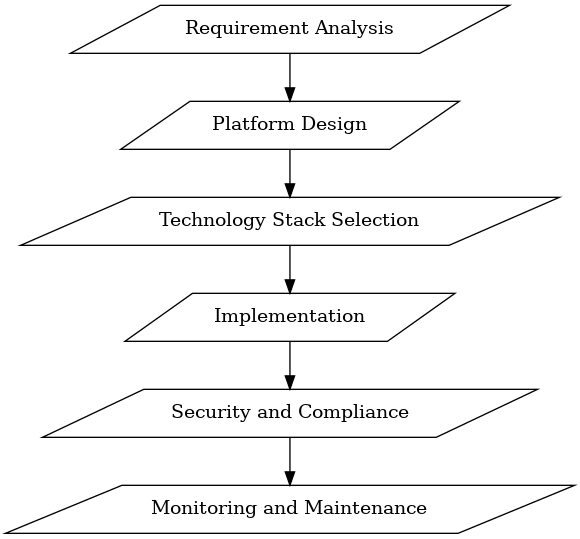 Requirement Analysis
Platform Design
Technology Stack Selection
Implementation
Security and Compliance
Monitoring and Maintenance